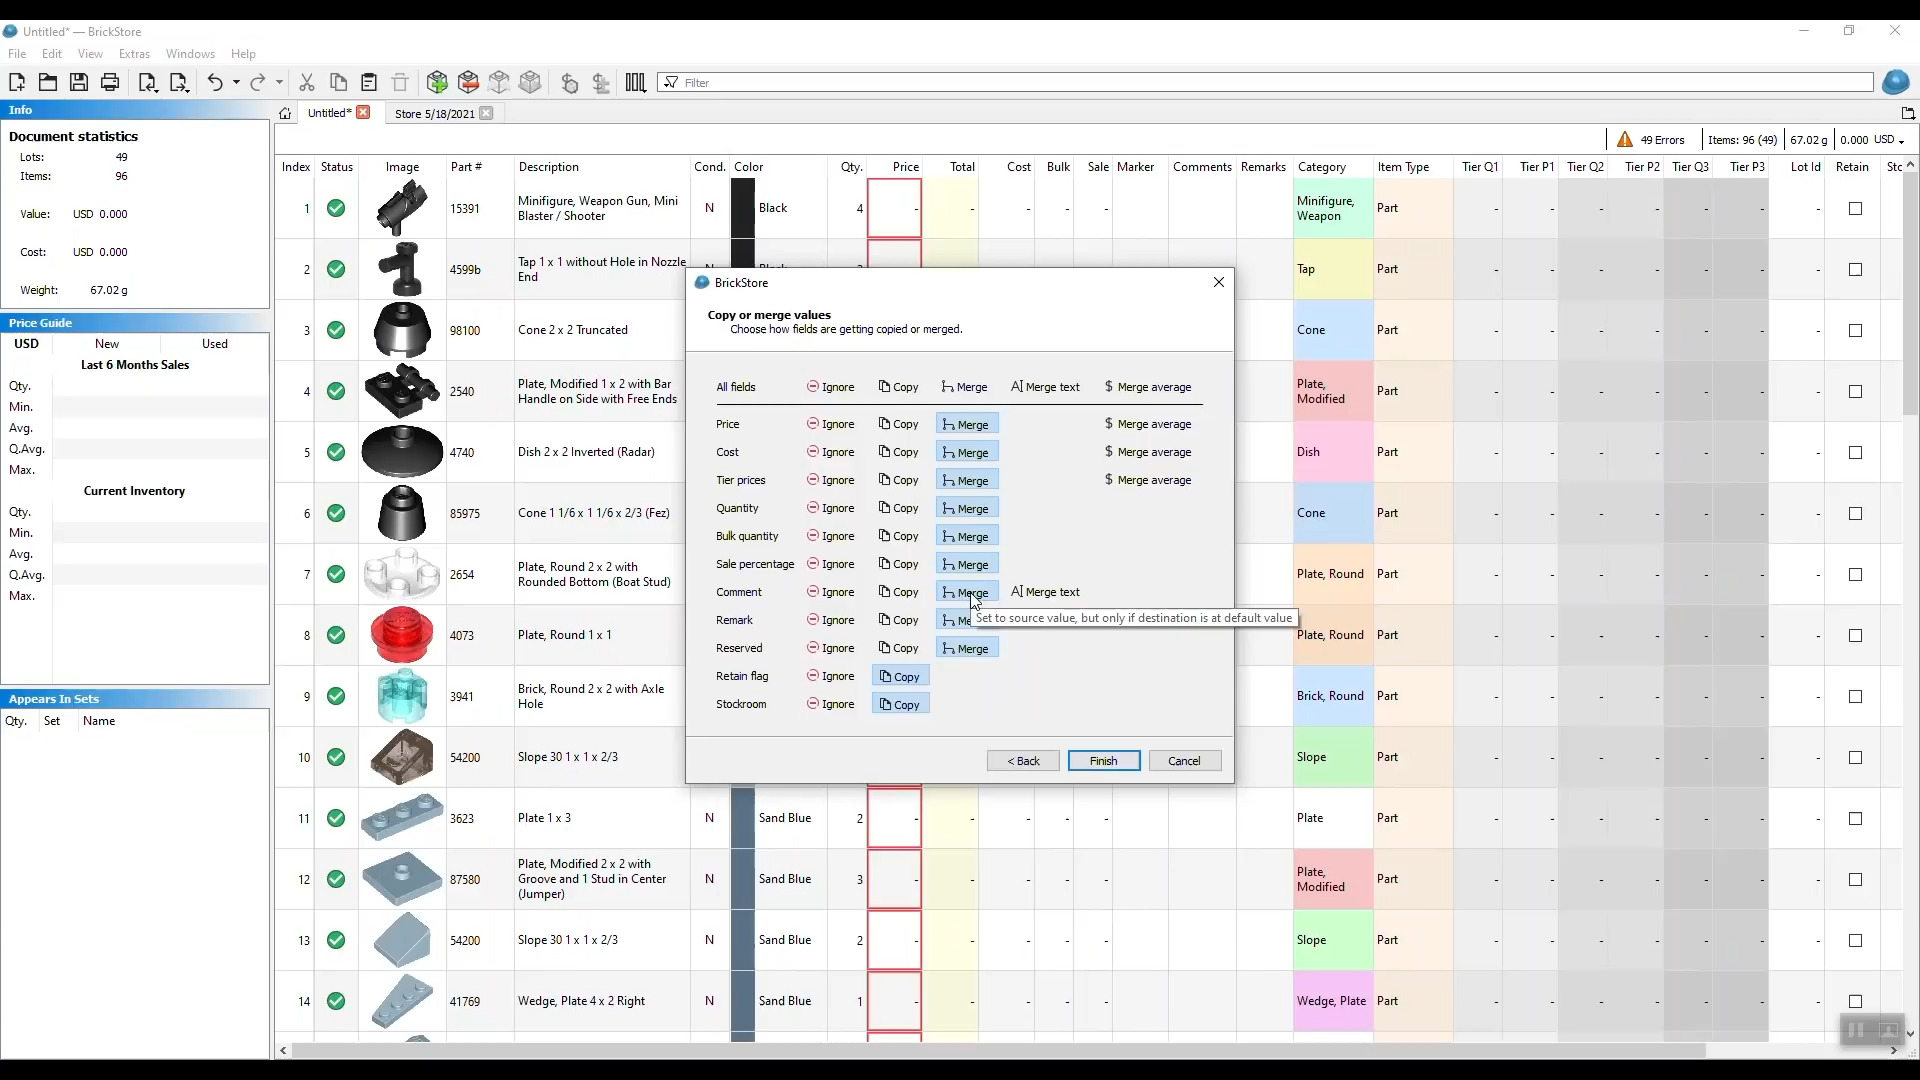 Untitled* — BrickStore
File Edit View Extras Windows Help
Filter
Info
Untitled* Store 5/18/2021
Document statistics
Lots: 49
Items: 96
Value: USD 0.000
Cost: USD 0.000
Weight: 67.02 g
49 Errors Items: 96 (49) 67.02 g 0.000 USD
Index Status Image Part # Description Cond. Color Qty. Price Total Cost Bulk Sale Marker Comments Remarks Category Item Type Tier Q1 Tier P1 Tier Q2 Tier P2 Tier Q3 Tier P3 Lot Id Retain Stc
1 15391 Minifigure, Weapon Gun, Mini Blaster / Shooter N Black 4 - - - - - Minifigure, Weapon Part - - - - - - -
2 4599b Tap 1 x 1 without Hole in Nozzle End Tap Part - - - - - - -
3 98100 Cone 2 x 2 Truncated Cone Part - - - - - - -
4 2540 Plate, Modified 1 x 2 with Bar Handle on Side with Free Ends Plate, Modified Part - - - - - - -
5 4740 Dish 2 x 2 Inverted (Radar) Dish Part - - - - - - -
6 85975 Cone 1 1/6 x 1 1/6 x 2/3 (Fez) Cone Part - - - - - - -
7 2654 Plate, Round 2 x 2 with Rounded Bottom (Boat Stud) Plate, Round Part - - - - - - -
8 4073 Plate, Round 1 x 1 Plate, Round Part - - - - - - -
9 3941 Brick, Round 2 x 2 with Axle Hole Brick, Round Part - - - - - - -
10 54200 Slope 30 1 x 1 x 2/3 Slope Part - - - - - - -
11 3623 Plate 1 x 3 N Sand Blue 2 - - - - - Plate Part - - - - - - -
12 87580 Plate, Modified 2 x 2 with Groove and 1 Stud in Center (Jumper) N Sand Blue 3 - - - - - Plate, Modified Part - - - - - - -
13 54200 Slope 30 1 x 1 x 2/3 N Sand Blue 2 - - - - - Slope Part - - - - - - -
14 41769 Wedge, Plate 4 x 2 Right N Sand Blue 1 - - - - - Wedge, Plate Part - - - - - - -
Price Guide
USD New Used
Last 6 Months Sales
Qty.
Min.
Avg.
Q.Avg.
Max.
Current Inventory
Qty.
Min.
Avg.
Q.Avg.
Max.
Appears In Sets
Qty. Set Name
BrickStore
Copy or merge values
Choose how fields are getting copied or merged.
All fields Ignore Copy Merge Merge text $ Merge average
Price Ignore Copy Merge $ Merge average
Cost Ignore Copy Merge $ Merge average
Tier prices Ignore Copy Merge $ Merge average
Quantity Ignore Copy Merge
Bulk quantity Ignore Copy Merge
Sale percentage Ignore Copy Merge
Comment Ignore Copy Merge Merge text
Set to source value, but only if destination is at default value
Remark Ignore Copy
Reserved Ignore Copy Merge
Retain flag Ignore Copy
Stockroom Ignore Copy
< Back Finish Cancel